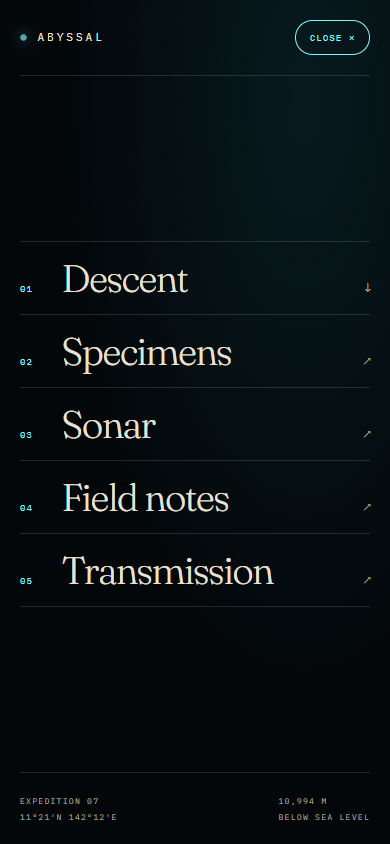 ABYSSAL
CLOSE ×
01 Descent ↓
02 Specimens ↗
03 Sonar ↗
04 Field notes ↗
05 Transmission ↗
EXPEDITION 07
11°21′N 142°12′E
10,994 M
BELOW SEA LEVEL